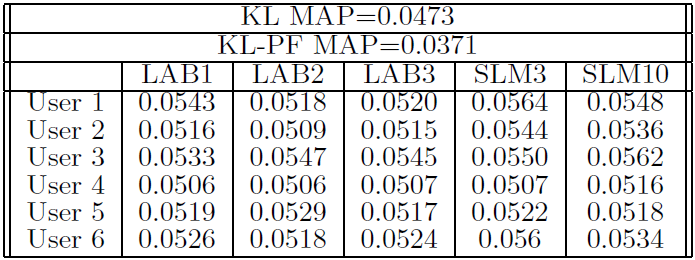 KL MAP=0.0473
KL-PF MAP=0.0371
LAB1 LAB2 LAB3 SLM3 SLM10
User 1 0.0543 0.0518 0.0520 0.0564 0.0548
User 2 0.0516 0.0509 0.0515 0.0544 0.0536
User 3 0.0533 0.0547 0.0545 0.0550 0.0562
User 4 0.0506 0.0506 0.0507 0.0507 0.0516
User 5 0.0519 0.0529 0.0517 0.0522 0.0518
User 6 0.0526 0.0518 0.0524 0.056 0.0534